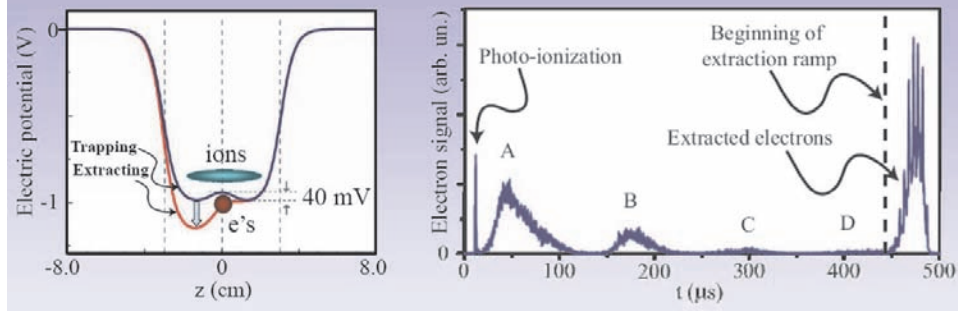 Electric potential (V)
0
-1
-8.0
0
8.0
z (cm)
Trapping
Extracting
ions
e's
40 mV
Electron signal (arb. un.)
0
0
100
200
300
400
500
t (μs)
Photo-ionization
A
B
C
D
Beginning of
extraction ramp
Extracted electrons